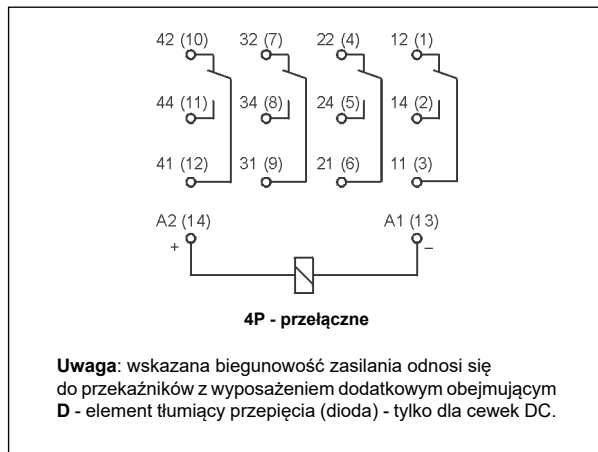 42 (10) 32 (7) 22 (4) 12 (1)
44 (11) 34 (8) 24 (5) 14 (2)
41 (12) 31 (9) 21 (6) 11 (3)
A2 (14) A1 (13)
+ –
4P - przełączne
Uwaga: wskazana biegunowość zasilania odnosi się
do przekaźników z wyposażeniem dodatkowym obejmującym
D - element tłumiący przepięcia (dioda) - tylko dla cewek DC.